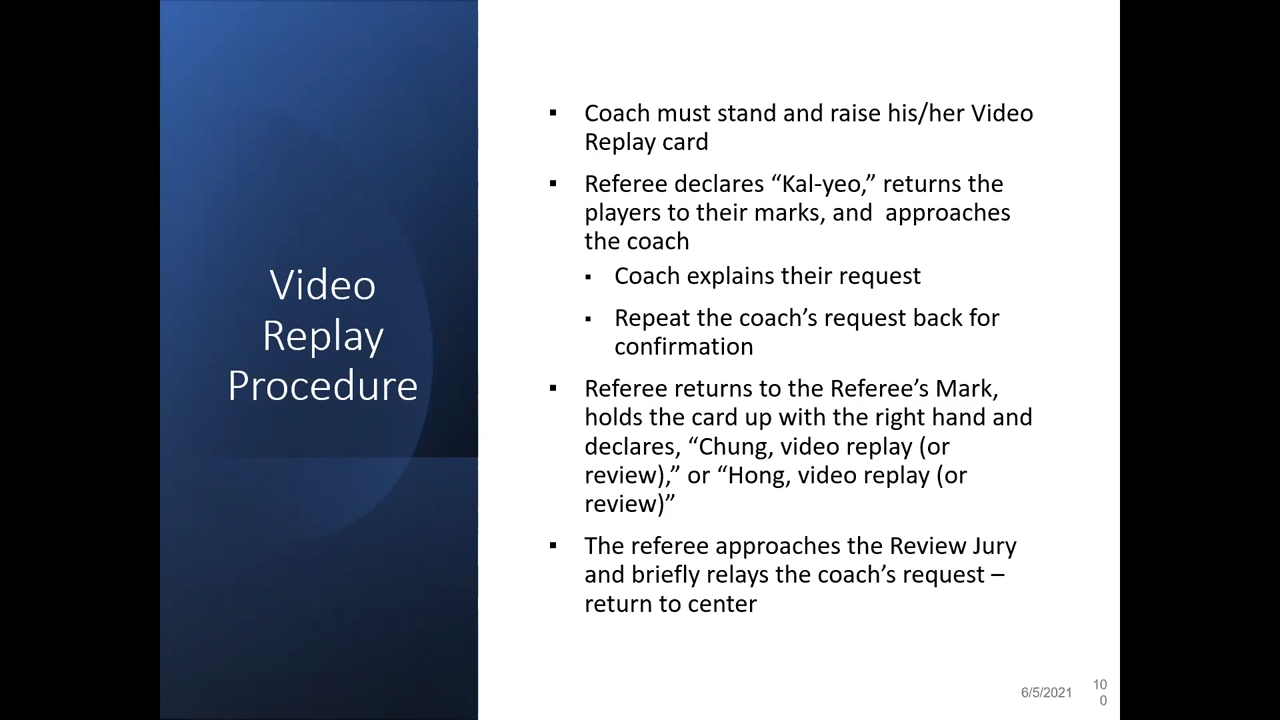 Video
Replay
Procedure
▪ Coach must stand and raise his/her Video
Replay card
▪ Referee declares “Kal-yeo,” returns the
players to their marks, and  approaches
the coach
▪ Coach explains their request
▪ Repeat the coach’s request back for
confirmation
▪ Referee returns to the Referee’s Mark,
holds the card up with the right hand and
declares, “Chung, video replay (or
review),” or “Hong, video replay (or
review)”
▪ The referee approaches the Review Jury
and briefly relays the coach’s request –
return to center
6/5/2021
10
0